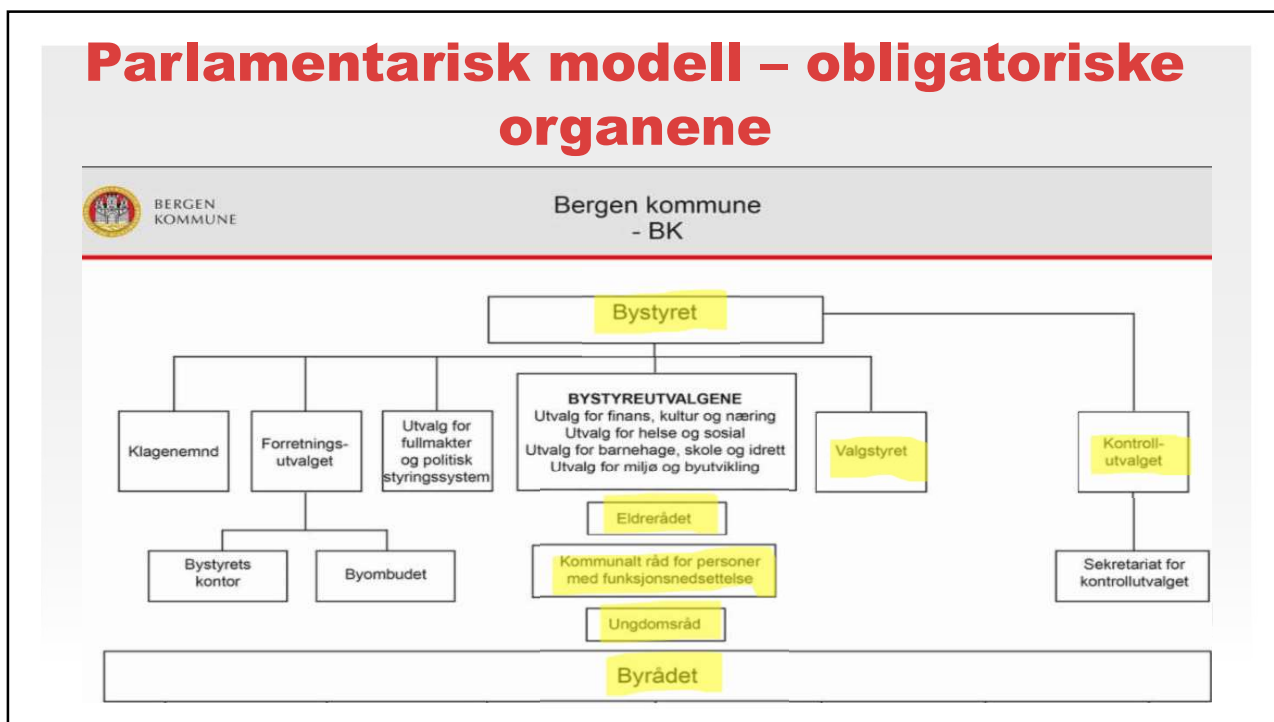 Parlamentarisk modell – obligatoriske
organene
BERGEN
KOMMUNE
Bergen kommune
- BK
Bystyret
Klagenemnd
Forretnings-
utvalget
Utvalg for
fullmakter
og politisk
styringssystem
BYSTYREUTVALGENE
Utvalg for finans, kultur og næring
Utvalg for helse og sosial
Utvalg for barnehage, skole og idrett
Utvalg for miljø og byutvikling
Valgstyret
Kontroll-
utvalget
Eldrerådet
Bystyrets
kontor
Byombudet
Kommunalt råd for personer
med funksjonsnedsettelse
Sekretariat for
kontrollutvalget
Ungdomsråd
Byrådet